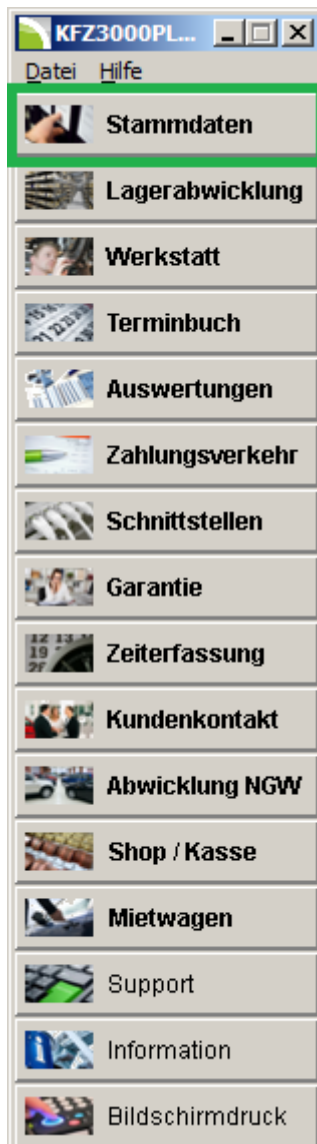 KFZ3000PL...
Datei Hilfe
Stammdaten
Lagerabwicklung
Werkstatt
Terminbuch
Auswertungen
Zahlungsverkehr
Schnittstellen
Garantie
Zeiterfassung
Kundenkontakt
Abwicklung NGW
Shop / Kasse
Mietwagen
Support
Information
Bildschirmdruck